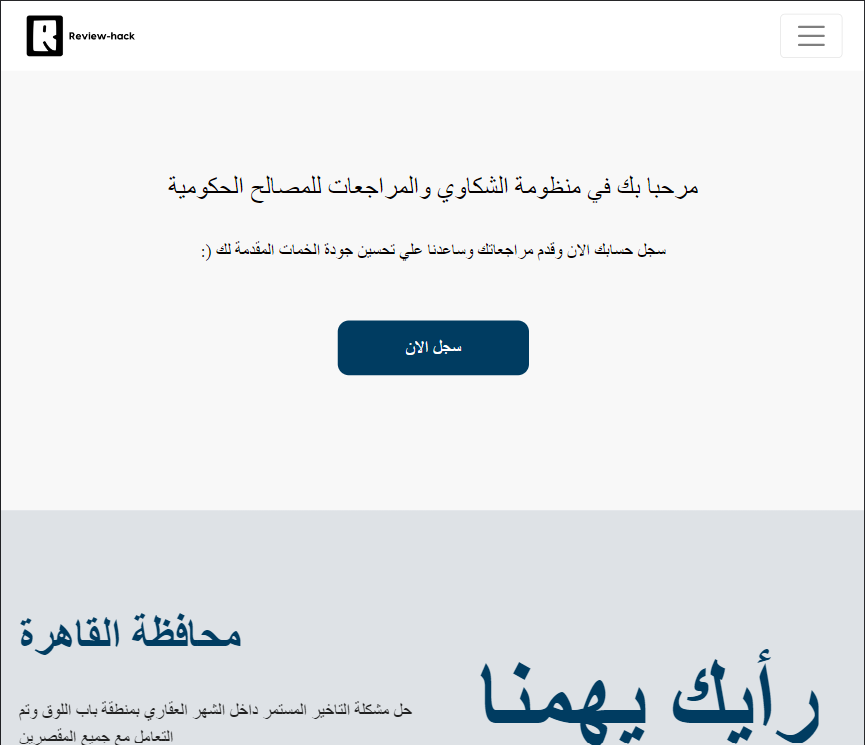 Review-hack
مرحبا بك في منظومة الشكاوي والمراجعات للمصالح الحكومية
سجل حسابك الان وقدم مراجعاتك وساعدنا علي تحسين جودة الخمات المقدمة لك (:
سجل الان
رأيك يهمنا
محافظة القاهرة
حل مشكلة التاخير المستمر داخل الشهر العقاري بمنطقة باب اللوق وتم
التعامل مع جميع المقصرين